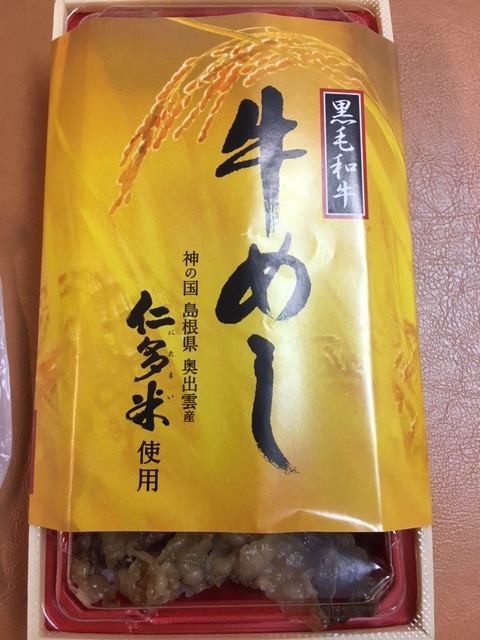 黒毛和牛
牛めし
神の国 島根県 奥出雲産
仁多米
にたまい
使用